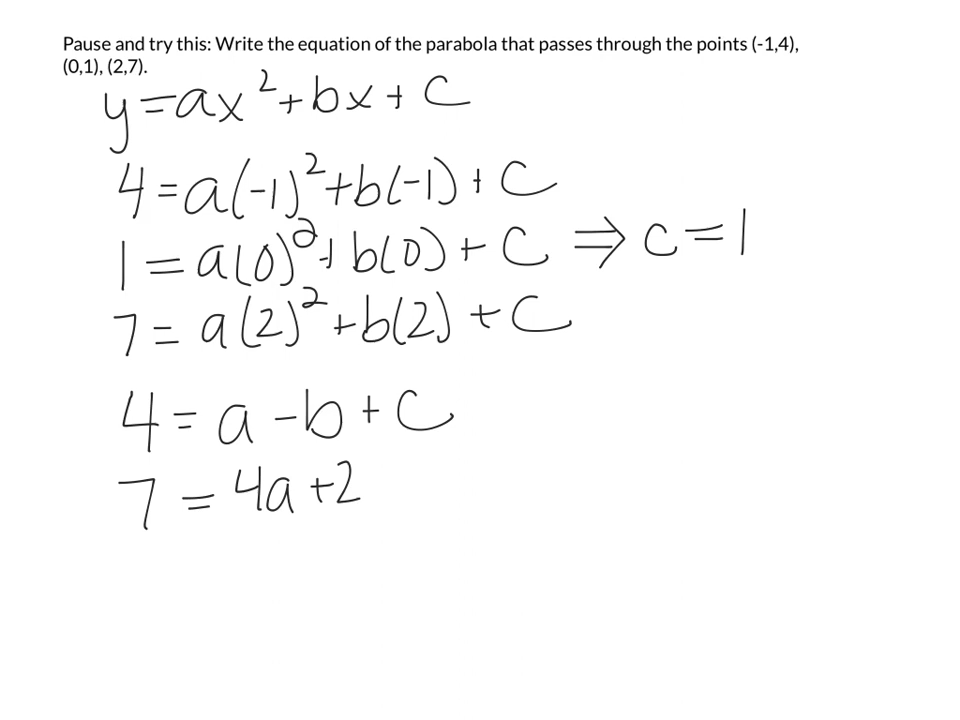 Pause and try this: Write the equation of the parabola that passes through the points (-1,4),
(0,1), (2,7).
y=ax²+bx+c
4=a(-1)²+b(-1)+c
1=a(0)²+b(0)+c ⇒ c=1
7=a(2)²+b(2)+c
4=a-b+c
7=4a+2